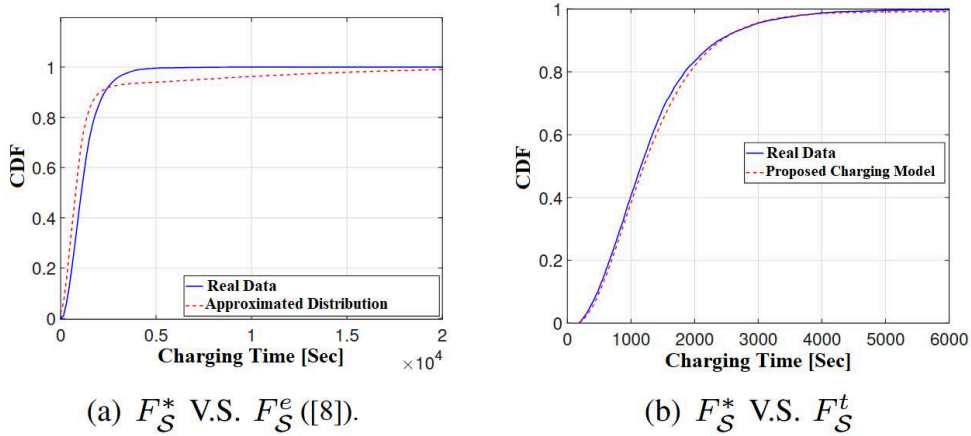 1
0.8
0.6
0.4
0.2
0
CDF
Real Data
Approximated Distribution
0 0.5 1 1.5 2
×10⁴
Charging Time [Sec]
(a) F*_S V.S. F^e_S ([8]).
1
0.8
0.6
0.4
0.2
0
CDF
Real Data
Proposed Charging Model
0 1000 2000 3000 4000 5000 6000
Charging Time [Sec]
(b) F*_S V.S. F^t_S